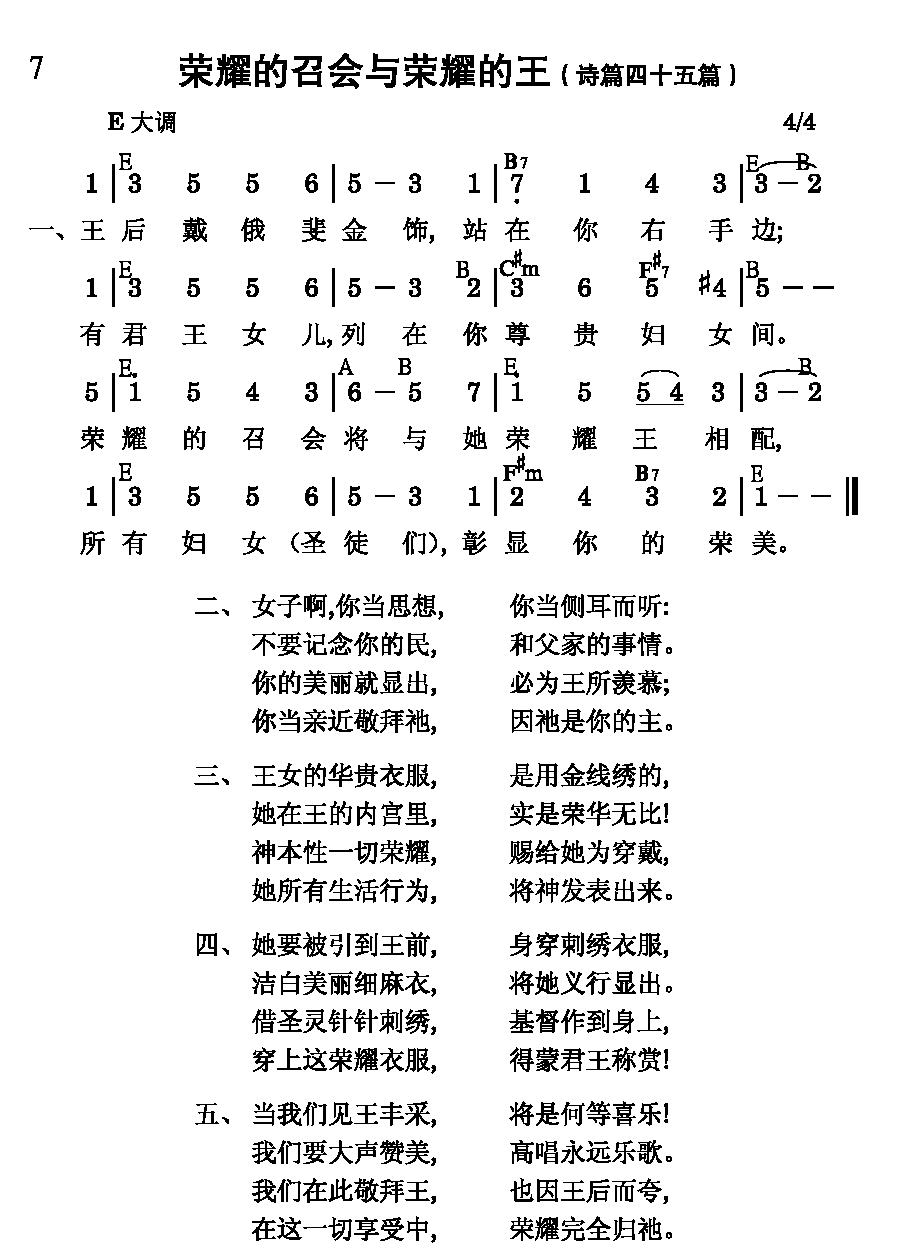 7
荣耀的召会与荣耀的王（诗篇四十五篇）
E 大调 4/4
E B7 E B
1 | 3 5 5 6 | 5 – 3 1 | 7̣ 1 4 3 | 3 – 2
一、王后戴俄斐金饰, 站在你右手边;
E B C♯m F♯7 B
1 | 3 5 5 6 | 5 – 3 2 | 3 6 5 ♯4 | 5 – –
有君王女儿, 列在你尊贵妇女间。
E A B E B
5 | 1̇ 5 4 3 | 6 – 5 7 | 1̇ 5 5 4 3 | 3 – 2
荣耀的召会将与她荣耀王相配,
E F♯m B7 E
1 | 3 5 5 6 | 5 – 3 1 | 2 4 3 2 | 1 – – ‖
所有妇女（圣徒们）, 彰显你的荣美。
二、 女子啊,你当思想, 你当侧耳而听:
不要记念你的民, 和父家的事情。
你的美丽就显出, 必为王所羡慕;
你当亲近敬拜祂, 因祂是你的主。
三、 王女的华贵衣服, 是用金线绣的,
她在王的内宫里, 实是荣华无比!
神本性一切荣耀, 赐给她为穿戴,
她所有生活行为, 将神发表出来。
四、 她要被引到王前, 身穿刺绣衣服,
洁白美丽细麻衣, 将她义行显出。
借圣灵针针刺绣, 基督作到身上,
穿上这荣耀衣服, 得蒙君王称赏!
五、 当我们见王丰采, 将是何等喜乐!
我们要大声赞美, 高唱永远乐歌。
我们在此敬拜王, 也因王后而夸,
在这一切享受中, 荣耀完全归祂。